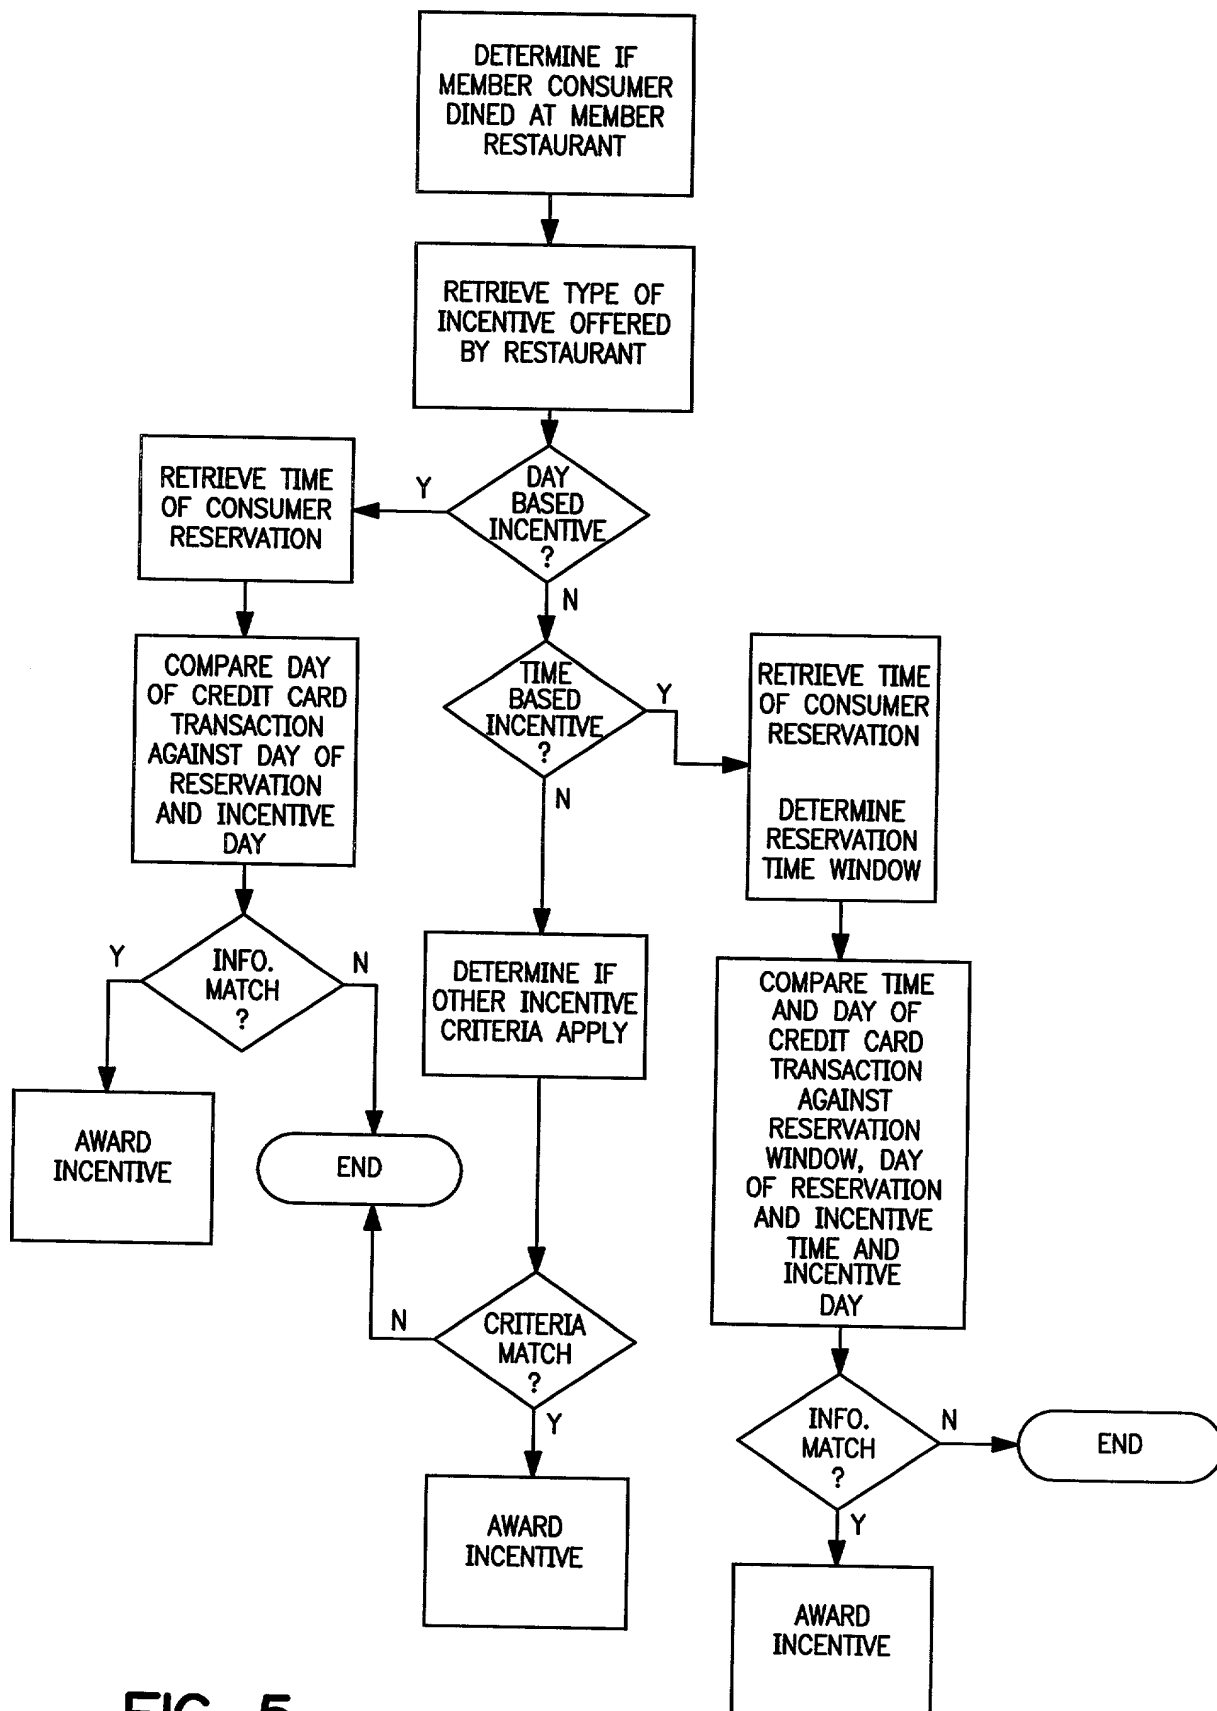 DETERMINE IF
MEMBER CONSUMER
DINED AT MEMBER
RESTAURANT
RETRIEVE TYPE OF
INCENTIVE OFFERED
BY RESTAURANT
DAY
BASED
INCENTIVE
?
Y
N
RETRIEVE TIME
OF CONSUMER
RESERVATION
COMPARE DAY
OF CREDIT CARD
TRANSACTION
AGAINST DAY OF
RESERVATION
AND INCENTIVE
DAY
INFO.
MATCH
?
Y
N
AWARD
INCENTIVE
END
TIME
BASED
INCENTIVE
?
Y
N
RETRIEVE TIME
OF CONSUMER
RESERVATION
DETERMINE
RESERVATION
TIME WINDOW
DETERMINE IF
OTHER INCENTIVE
CRITERIA APPLY
CRITERIA
MATCH
?
N
Y
AWARD
INCENTIVE
COMPARE TIME
AND DAY OF
CREDIT CARD
TRANSACTION
AGAINST
RESERVATION
WINDOW, DAY
OF RESERVATION
AND INCENTIVE
TIME AND
INCENTIVE
DAY
INFO.
MATCH
?
N
Y
END
AWARD
INCENTIVE
FIG. 5